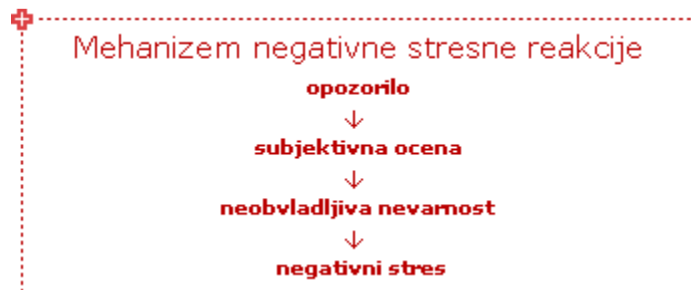 Mehanizem negativne stresne reakcije
opozorilo
↓
subjektivna ocena
↓
neobvladljiva nevarnost
↓
negativni stres